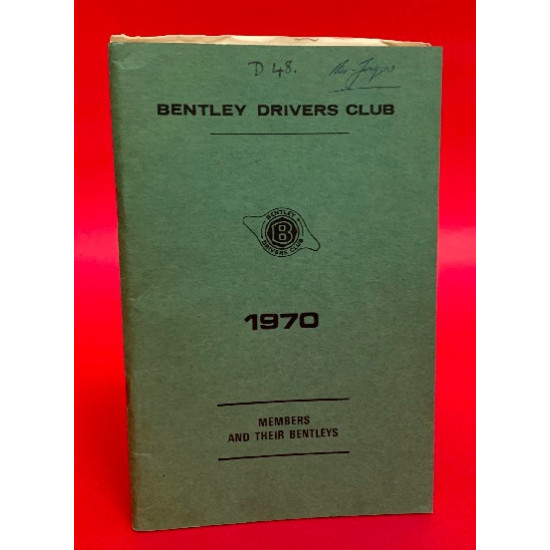 D 48.
BENTLEY DRIVERS CLUB
BENTLEY
B
DRIVERS CLUB
1970
MEMBERS
AND THEIR BENTLEYS